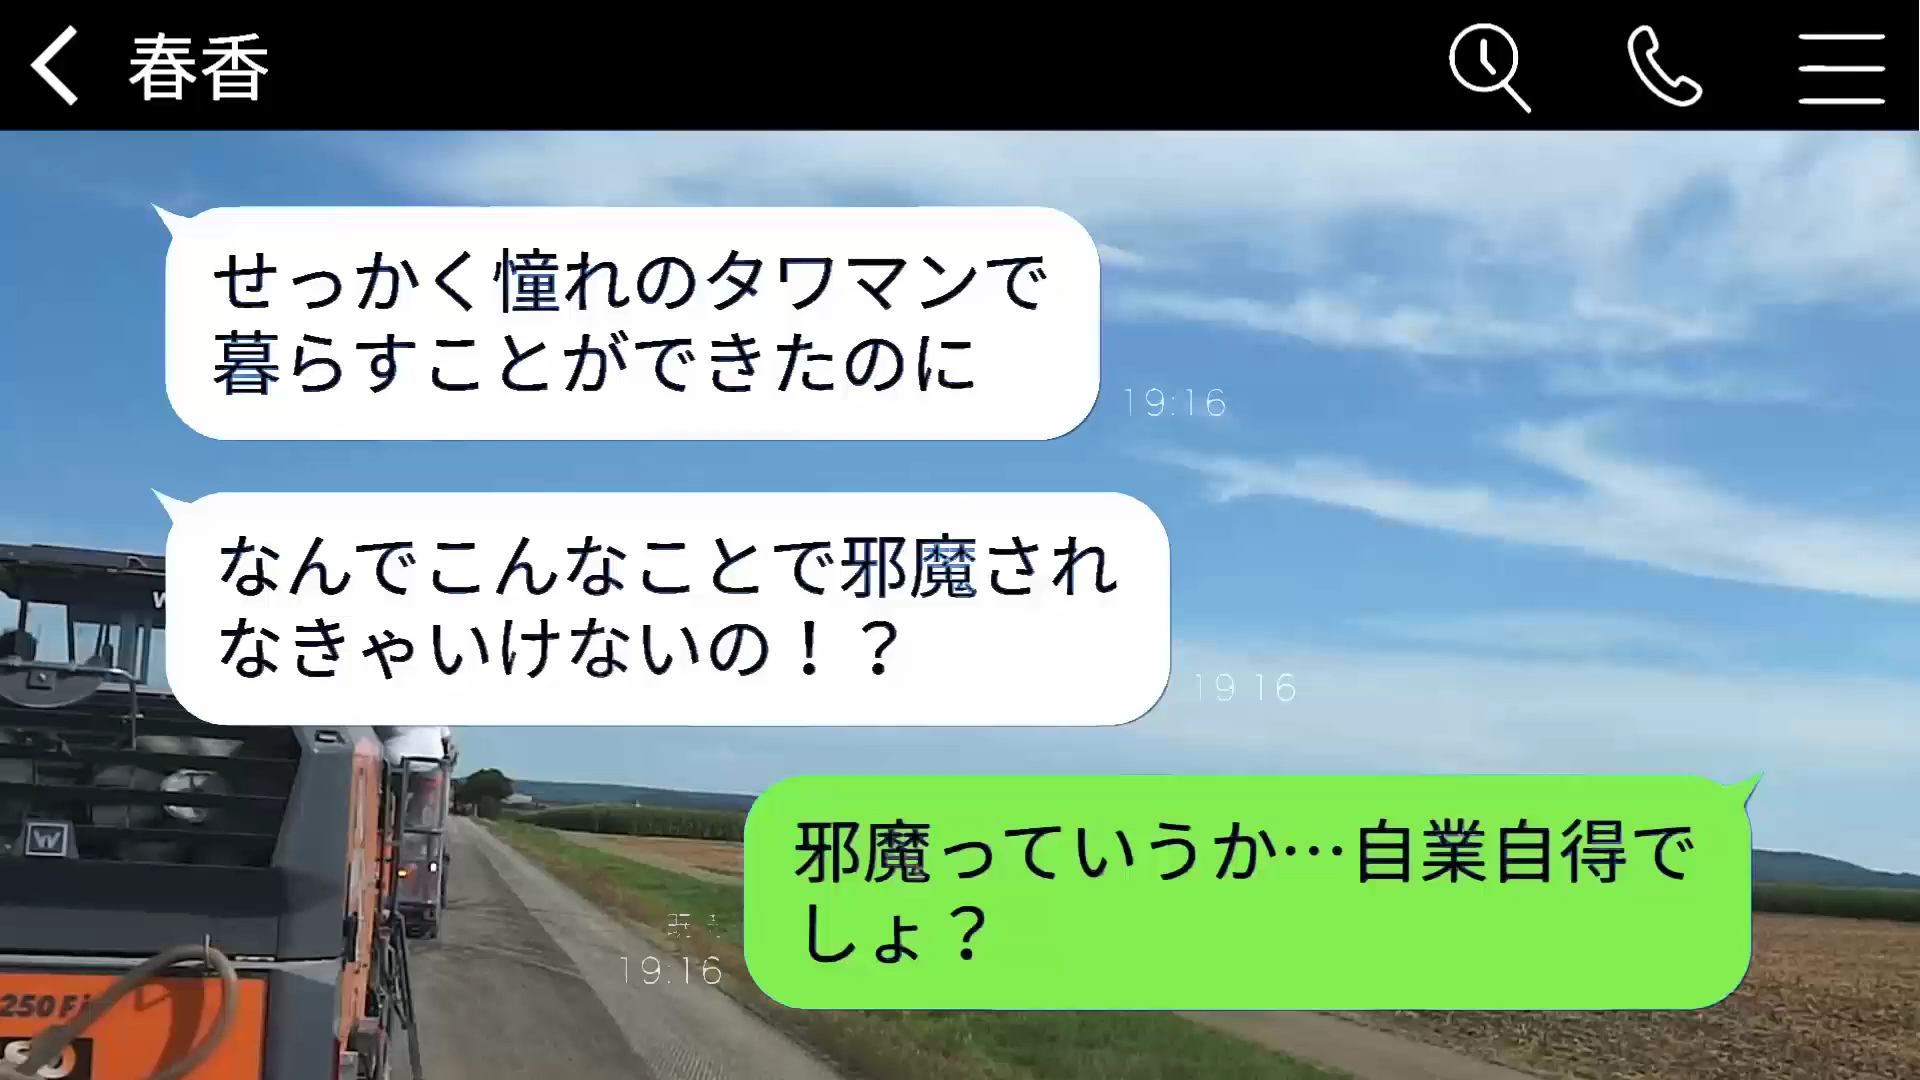 春香
せっかく憧れのタワマンで
暮らすことができたのに
19:16
なんでこんなことで邪魔され
なきゃいけないの！？
19 16
邪魔っていうか…自業自得で
しょ？
19:16
W
250 Fi